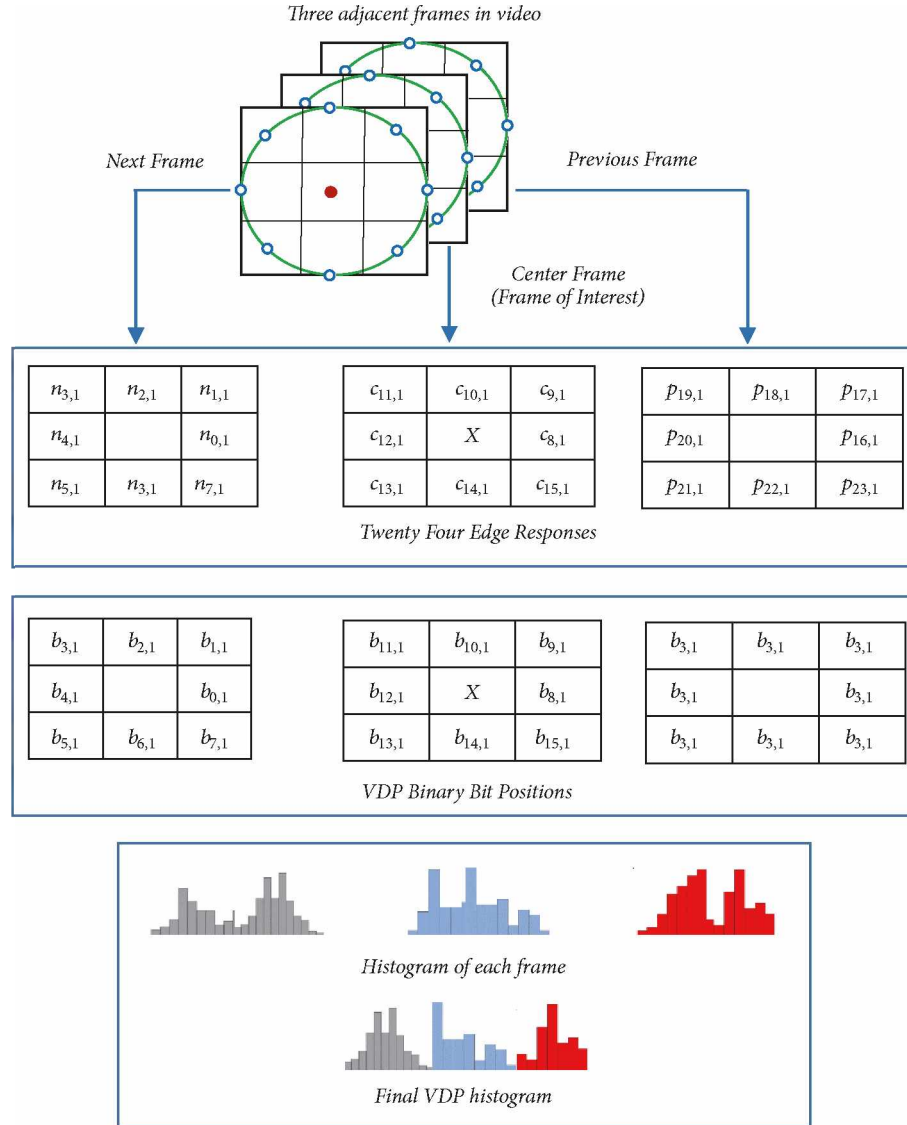 Three adjacent frames in video
Next Frame
Previous Frame
Center Frame
(Frame of Interest)
n3,1 n2,1 n1,1
n4,1 n0,1
n5,1 n3,1 n7,1
c11,1 c10,1 c9,1
c12,1 X c8,1
c13,1 c14,1 c15,1
p19,1 p18,1 p17,1
p20,1 p16,1
p21,1 p22,1 p23,1
Twenty Four Edge Responses
b3,1 b2,1 b1,1
b4,1 b0,1
b5,1 b6,1 b7,1
b11,1 b10,1 b9,1
b12,1 X b8,1
b13,1 b14,1 b15,1
b3,1 b3,1 b3,1
b3,1 b3,1
b3,1 b3,1 b3,1
VDP Binary Bit Positions
Histogram of each frame
Final VDP histogram